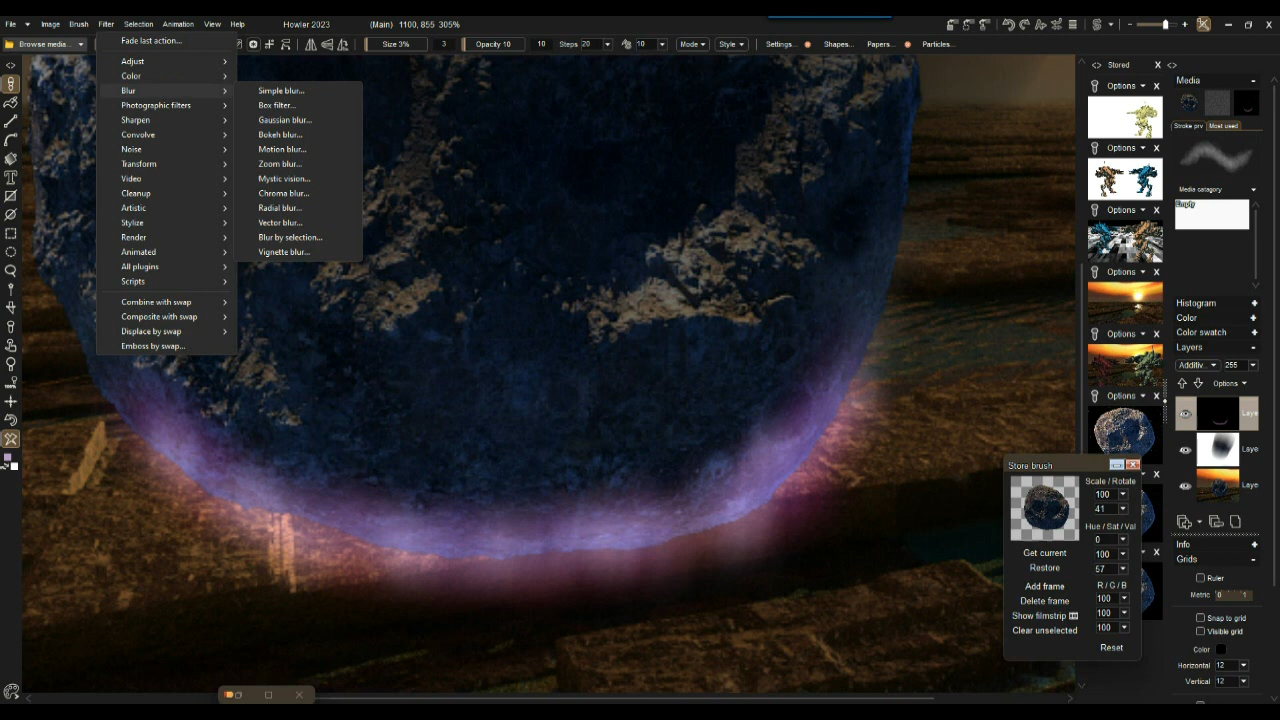 File Image Brush Filter Selection Animation View Help Howler 2023 (Main) 1100, 855 305%
Browse media... Size 3% 3 Opacity 10 10 Steps 20 10 Mode Style Settings... Shapes... Papers... Particles...
Fade last action...
Adjust
Color
Blur
Photographic filters
Sharpen
Convolve
Noise
Transform
Video
Cleanup
Artistic
Stylize
Render
Animated
All plugins
Scripts
Combine with swap
Composite with swap
Displace by swap
Emboss by swap...
Simple blur...
Box filter...
Gaussian blur...
Bokeh blur...
Motion blur...
Zoom blur...
Mystic vision...
Chroma blur...
Radial blur...
Vector blur...
Blur by selection...
Vignette blur...
Stored X
Options X
Options X
Options X
Options X
Options X
Options X
X
X
Store brush
Scale / Rotate
100
41
Hue / Sat / Val
0
Get current 100
Restore 57
Add frame R / G / B
Delete frame 100
Show filmstrip 100
Clear unselected 100
Reset
Media -
Stroke prv Most used
Media catagory
Empty
Histogram +
Color +
Color swatch +
Layers -
Additiv... 255
Options
Laye
Laye
Laye
Info +
Grids -
Ruler
Metric 0 1
Snap to grid
Visible grid
Color
Horizontal 12
Vertical 12